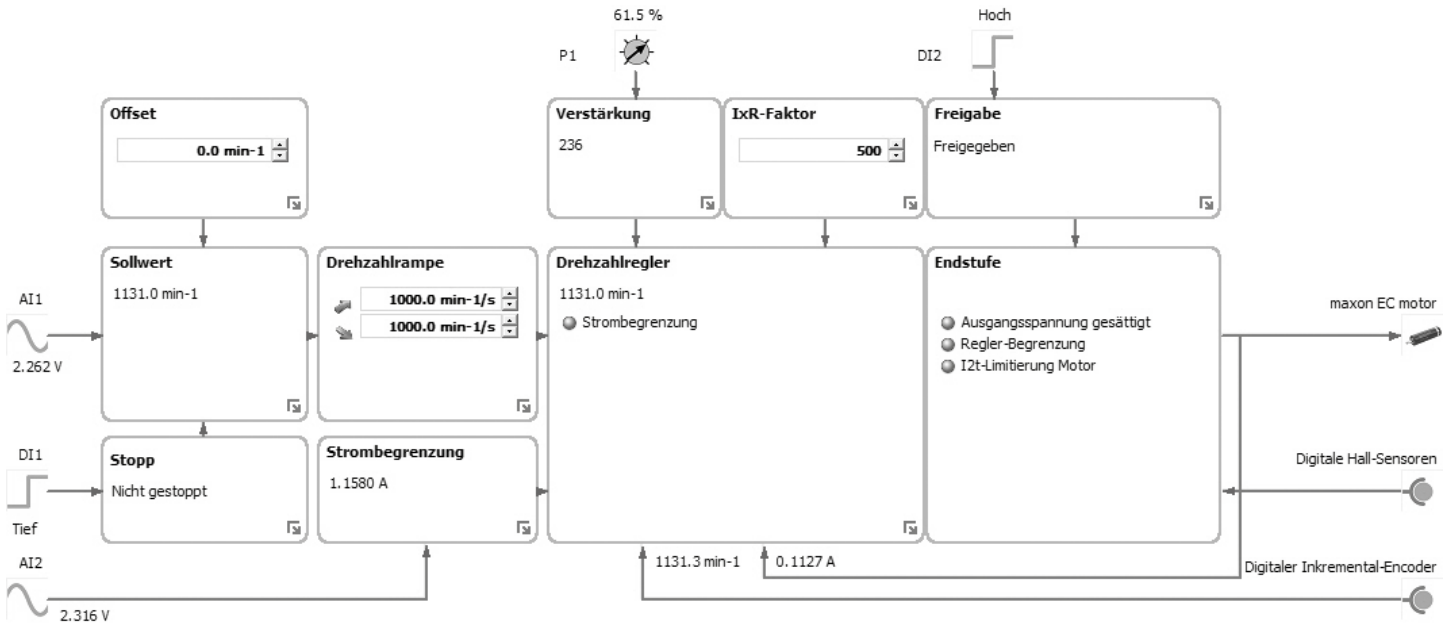 61.5 %
P1
Hoch
DI2
Offset
0.0 min-1
Verstärkung
236
IxR-Faktor
500
Freigabe
Freigegeben
AI1
2.262 V
Sollwert
1131.0 min-1
Drehzahlrampe
1000.0 min-1/s
1000.0 min-1/s
Drehzahlregler
1131.0 min-1
Strombegrenzung
Endstufe
Ausgangsspannung gesättigt
Regler-Begrenzung
I2t-Limitierung Motor
maxon EC motor
DI1
Tief
Stopp
Nicht gestoppt
Strombegrenzung
1.1580 A
Digitale Hall-Sensoren
AI2
2.316 V
1131.3 min-1
0.1127 A
Digitaler Inkremental-Encoder